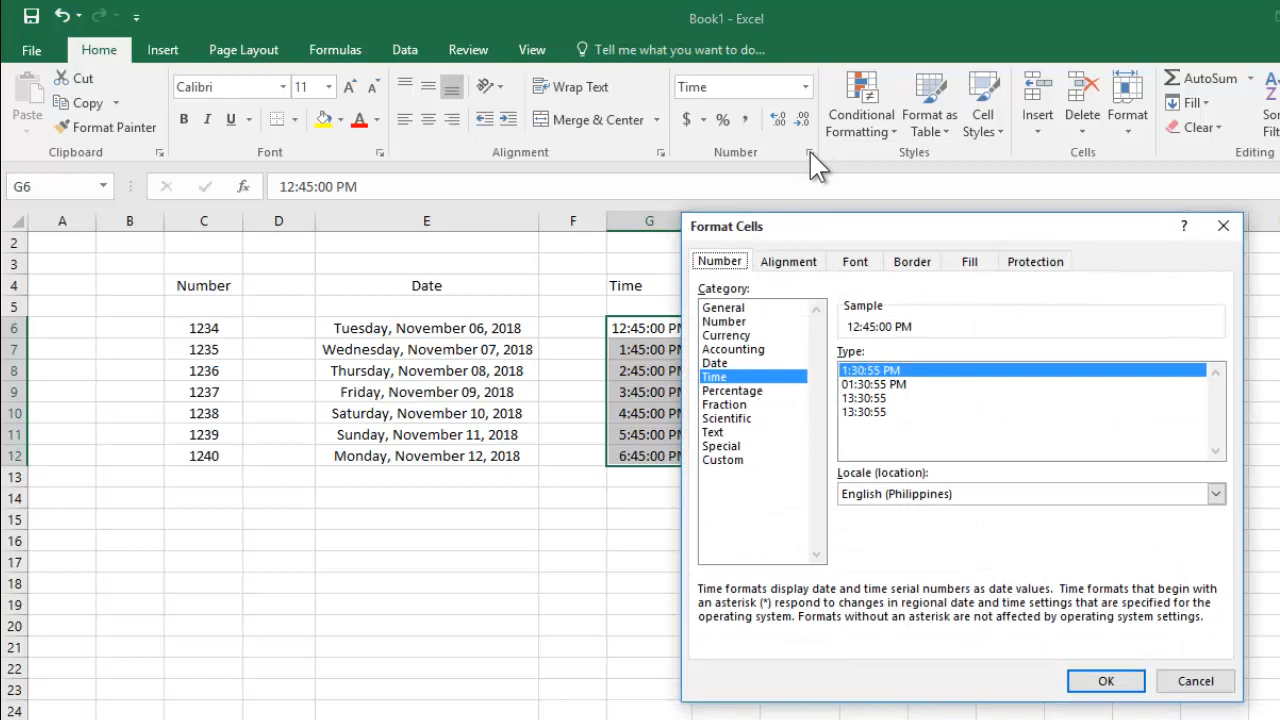 Book1 - Excel
File Home Insert Page Layout Formulas Data Review View Tell me what you want to do...
Cut
Copy
Format Painter
Paste
Clipboard
Calibri 11
B I U
Font
Wrap Text
Merge & Center
Alignment
Time
$ % ,
Number
Conditional Formatting
Format as Table
Cell Styles
Styles
Insert
Delete
Format
Cells
AutoSum
Fill
Clear
Editing
G6 fx 12:45:00 PM
A B C D E F G
2
3
4 Number Date Time
5
6 1234 Tuesday, November 06, 2018 12:45:00 PM
7 1235 Wednesday, November 07, 2018 1:45:00 PM
8 1236 Thursday, November 08, 2018 2:45:00 PM
9 1237 Friday, November 09, 2018 3:45:00 PM
10 1238 Saturday, November 10, 2018 4:45:00 PM
11 1239 Sunday, November 11, 2018 5:45:00 PM
12 1240 Monday, November 12, 2018 6:45:00 PM
13
14
15
16
17
18
19
20
21
22
23
24
Format Cells ?
Number Alignment Font Border Fill Protection
Category:
General
Number
Currency
Accounting
Date
Time
Percentage
Fraction
Scientific
Text
Special
Custom
Sample
12:45:00 PM
Type:
1:30:55 PM
01:30:55 PM
13:30:55
13:30:55
Locale (location):
English (Philippines)
Time formats display date and time serial numbers as date values. Time formats that begin with
an asterisk (*) respond to changes in regional date and time settings that are specified for the
operating system. Formats without an asterisk are not affected by operating system settings.
OK Cancel